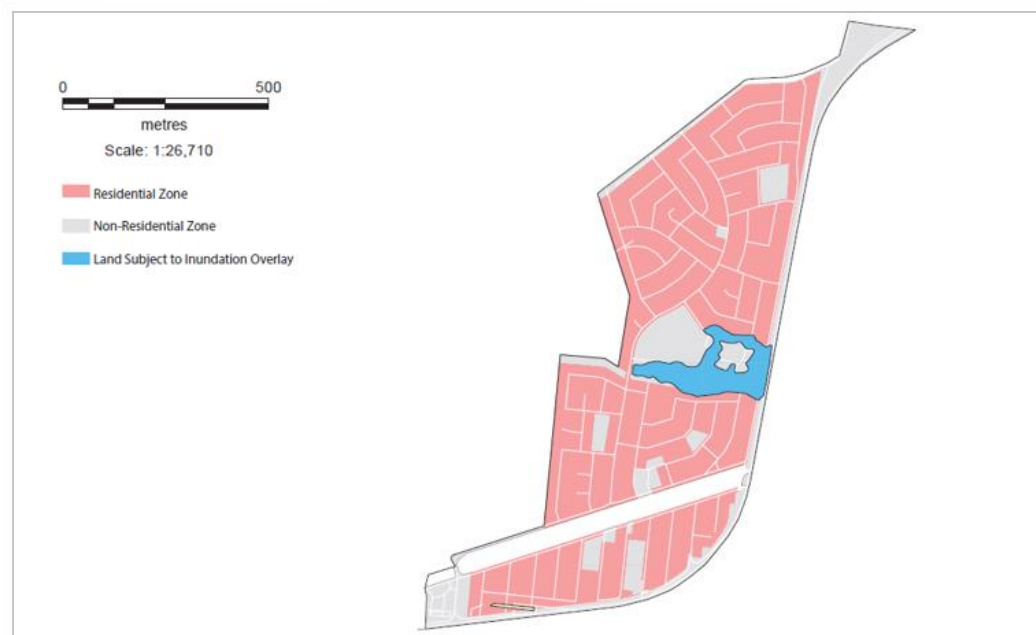 0 500
metres
Scale: 1:26,710
Residential Zone
Non-Residential Zone
Land Subject to Inundation Overlay